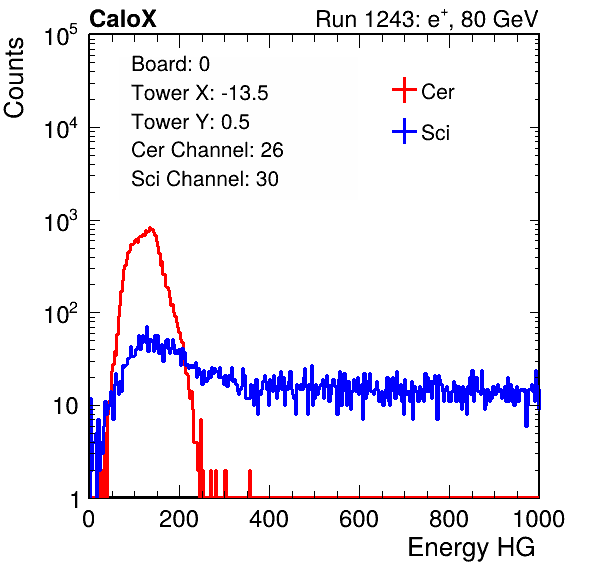 CaloX Run 1243: e⁺, 80 GeV
Counts
Board: 0
Tower X: -13.5
Tower Y: 0.5
Cer Channel: 26
Sci Channel: 30
Cer
Sci
10⁵
10⁴
10³
10²
10
1
0 200 400 600 800 1000
Energy HG